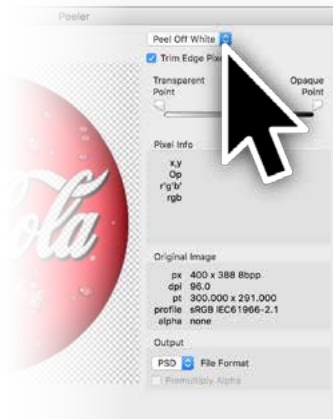 Peeler
Peel Off White
Trim Edge
Transparent Opaque
Point Point
Pixel Info
x,y
Op
r'g'b'
rgb
Original Image
px 400 x 388 8bpp
dpi 96.0
pt 300.000 x 291.000
profile sRGB IEC61966-2.1
alpha none
Output
PSD File Format
Premultiply Alpha
Cola